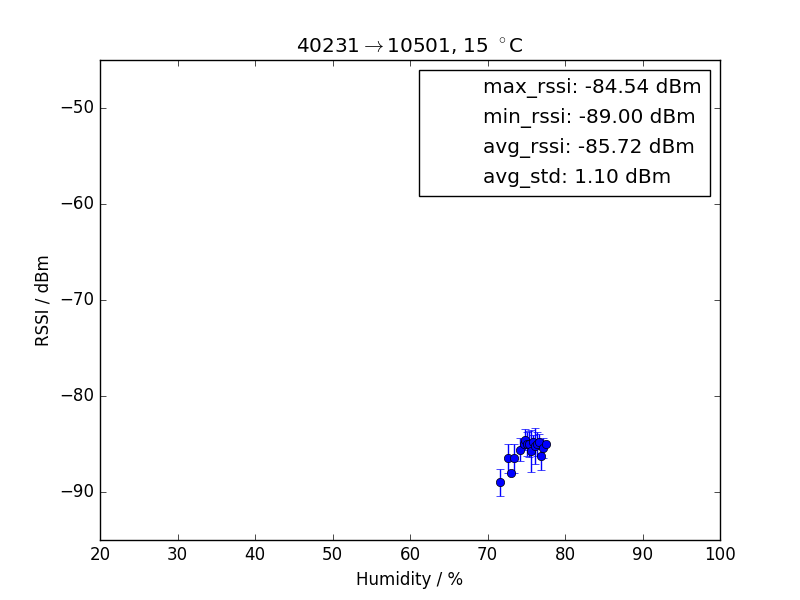 40231→10501, 15 °C
max_rssi: -84.54 dBm
min_rssi: -89.00 dBm
avg_rssi: -85.72 dBm
avg_std: 1.10 dBm
RSSI / dBm
−50
−60
−70
−80
−90
20 30 40 50 60 70 80 90 100
Humidity / %